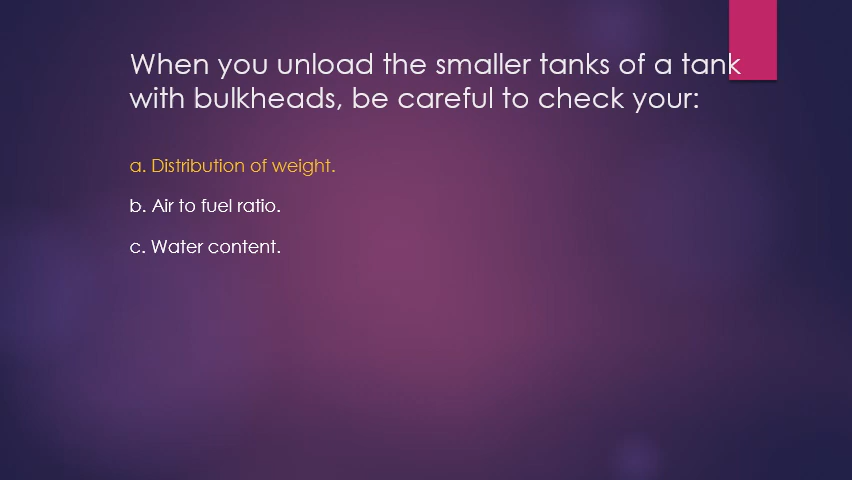 When you unload the smaller tanks of a tank
with bulkheads, be careful to check your:
a. Distribution of weight.
b. Air to fuel ratio.
c. Water content.